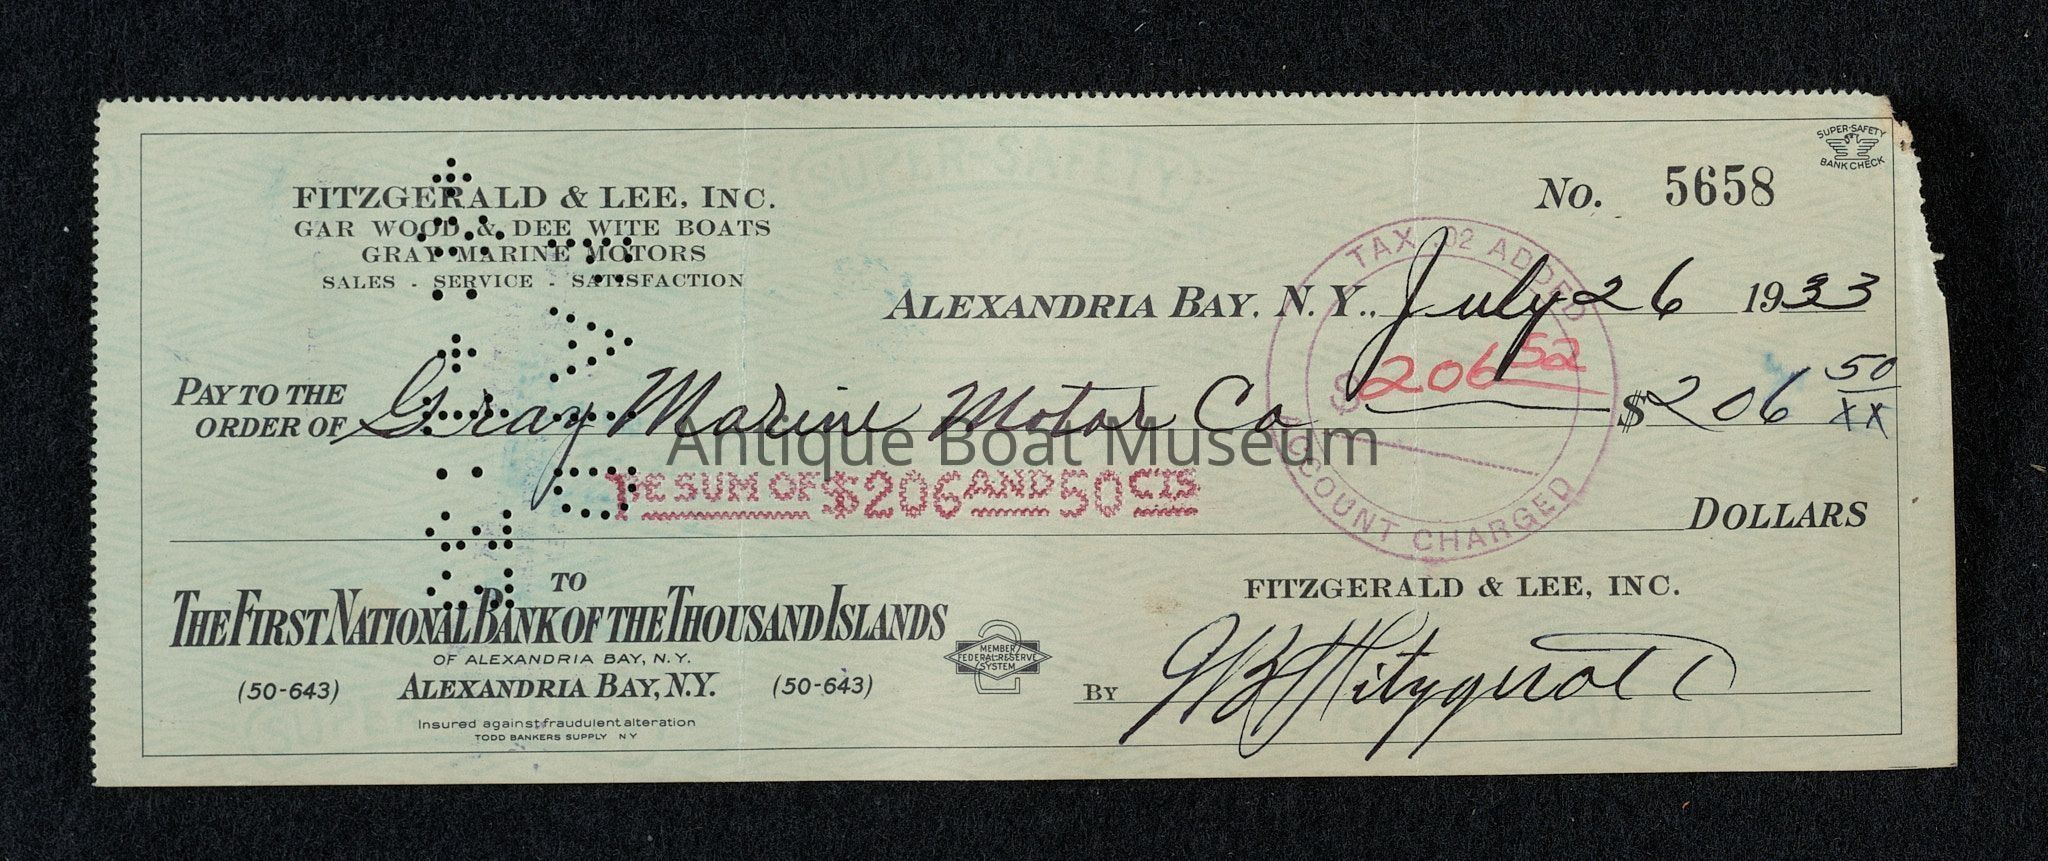 SUPER-SAFETY
BANK CHECK
No. 5658
FITZGERALD & LEE, INC.
GAR WOOD & DEE WITE BOATS
GRAY MARINE MOTORS
SALES - SERVICE - SATISFACTION
TAX .02 ADDED
ALEXANDRIA BAY, N. Y., July 26 1933
$206 52
PAY TO THE
ORDER OF Gray Marine Motor Co $206 50/XX
Antique Boat Museum
THE SUM OF $206 AND 50 CTS
DOLLARS
ACCOUNT CHARGED
TO
THE FIRST NATIONAL BANK OF THE THOUSAND ISLANDS
OF ALEXANDRIA BAY, N. Y.
(50-643) ALEXANDRIA BAY, N.Y. (50-643)
MEMBER
FEDERAL RESERVE
SYSTEM
Insured against fraudulent alteration
TODD BANKERS SUPPLY N Y
FITZGERALD & LEE, INC.
BY Fitzgerald